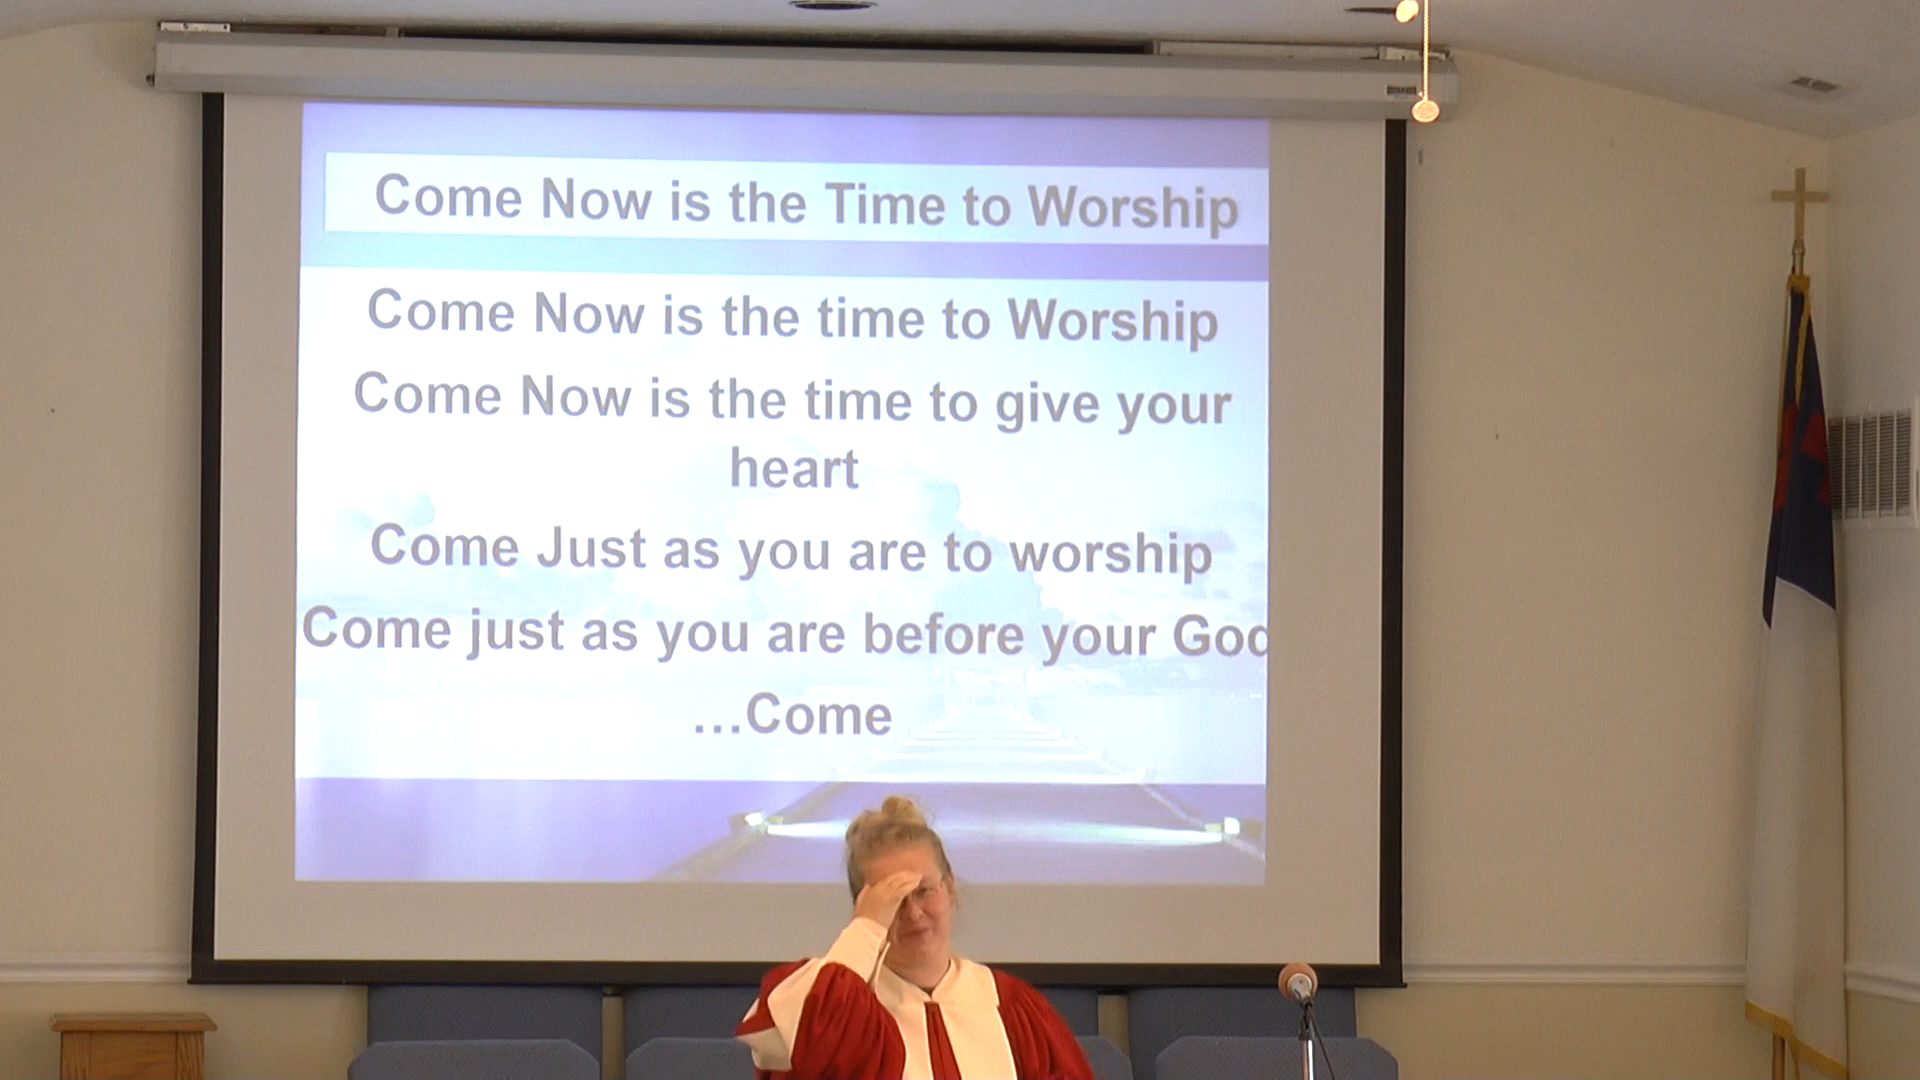 Come Now is the Time to Worship
Come Now is the time to Worship
Come Now is the time to give your
heart
Come Just as you are to worship
Come just as you are before your God
...Come